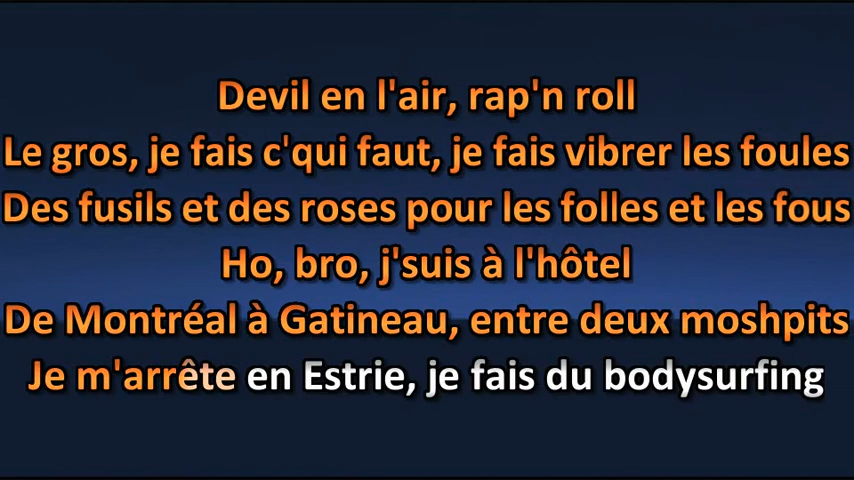 Devil en l'air, rap'n roll
Le gros, je fais c'qui faut, je fais vibrer les foules
Des fusils et des roses pour les folles et les fous
Ho, bro, j'suis à l'hôtel
De Montréal à Gatineau, entre deux moshpits
Je m'arrête en Estrie, je fais du bodysurfing